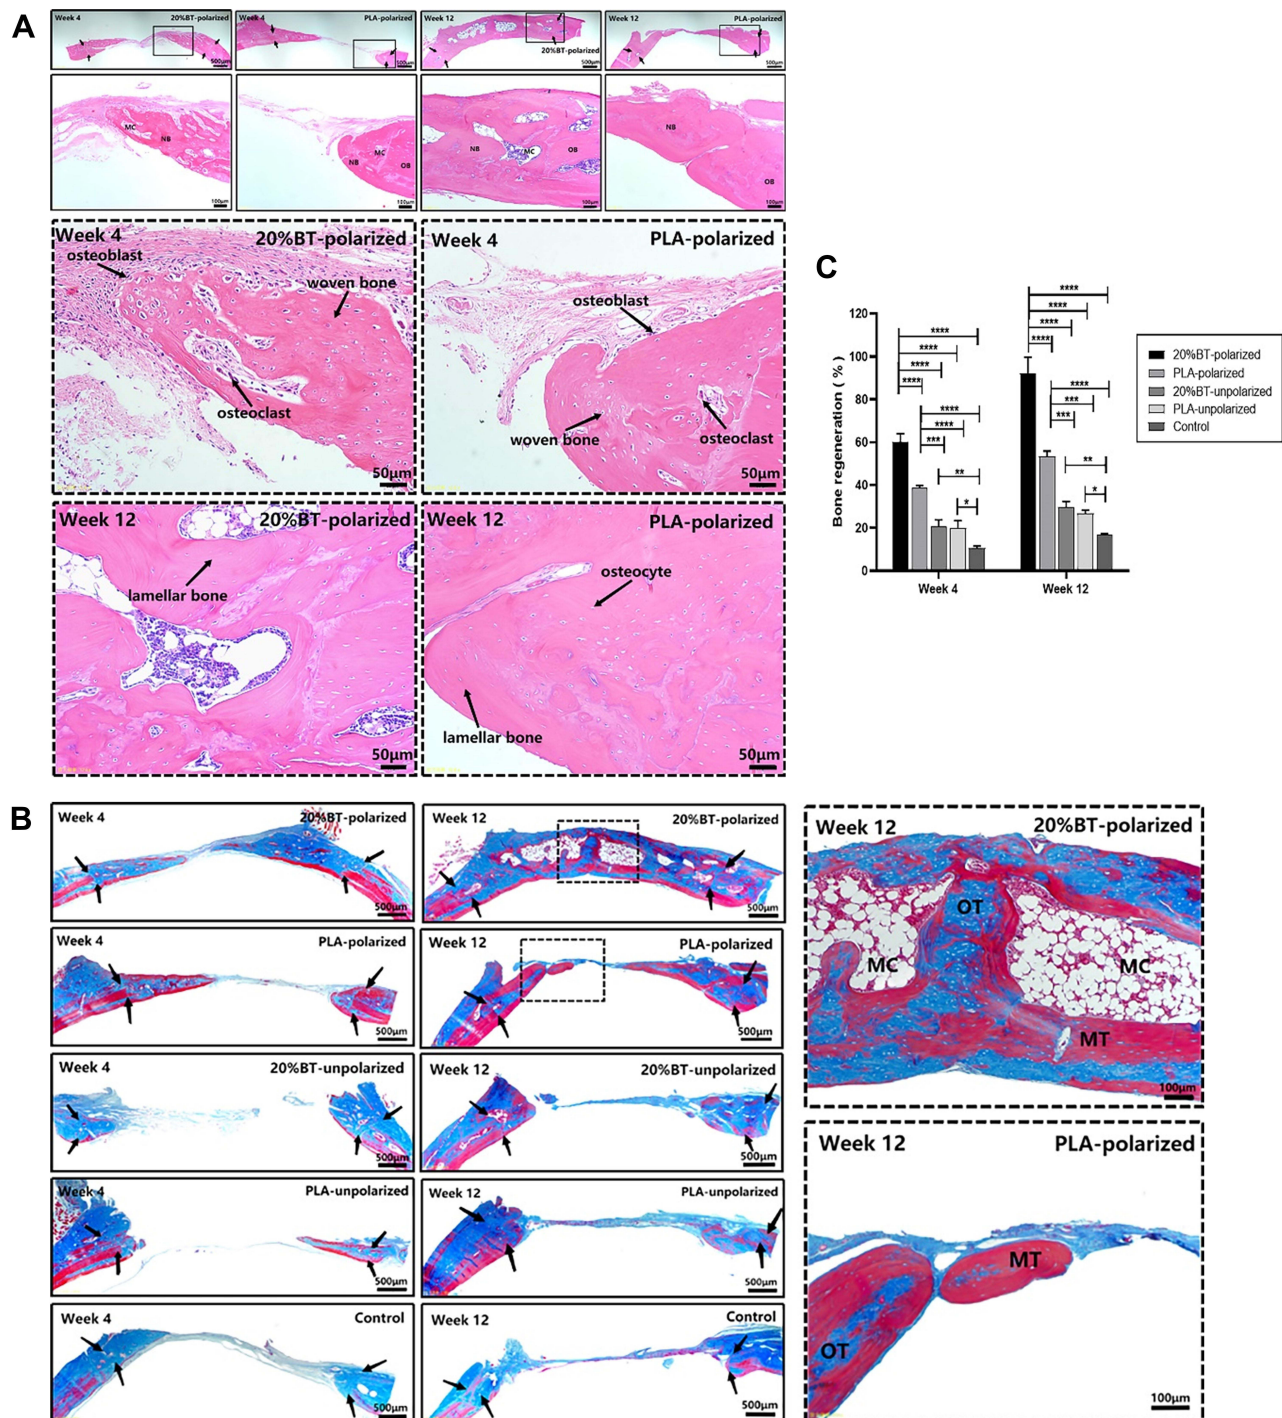 A
Week 4 20%BT-polarized
500μm
Week 4 PLA-polarized
500μm
Week 12
20%BT-polarized
500μm
Week 12 PLA-polarized
500μm
MC
NB
100μm
MC
NB
OB
100μm
NB MC OB
100μm
NB
OB
100μm
Week 4 20%BT-polarized
osteoblast
woven bone
osteoclast
50μm
Week 4 PLA-polarized
osteoblast
woven bone osteoclast
50μm
Week 12 20%BT-polarized
lamellar bone
50μm
Week 12 PLA-polarized
osteocyte
lamellar bone
50μm
C
Bone regeneration ( % )
120
100
80
60
40
20
0
****
****
****
****
****
****
***
**
*
****
****
****
****
****
***
***
**
*
Week 4
Week 12
20%BT-polarized
PLA-polarized
20%BT-unpolarized
PLA-unpolarized
Control
B
Week 4
20%BT-polarized
500μm
Week 12 20%BT-polarized
500μm
Week 4 PLA-polarized
500μm
Week 12 PLA-polarized
500μm
Week 4 20%BT-unpolarized
500μm
Week 12 20%BT-unpolarized
500μm
Week 4 PLA-unpolarized
500μm
Week 12 PLA-unpolarized
500μm
Week 4 Control
500μm
Week 12 Control
500μm
Week 12 20%BT-polarized
OT
MC MC
MT
100μm
Week 12 PLA-polarized
MT
OT
100μm